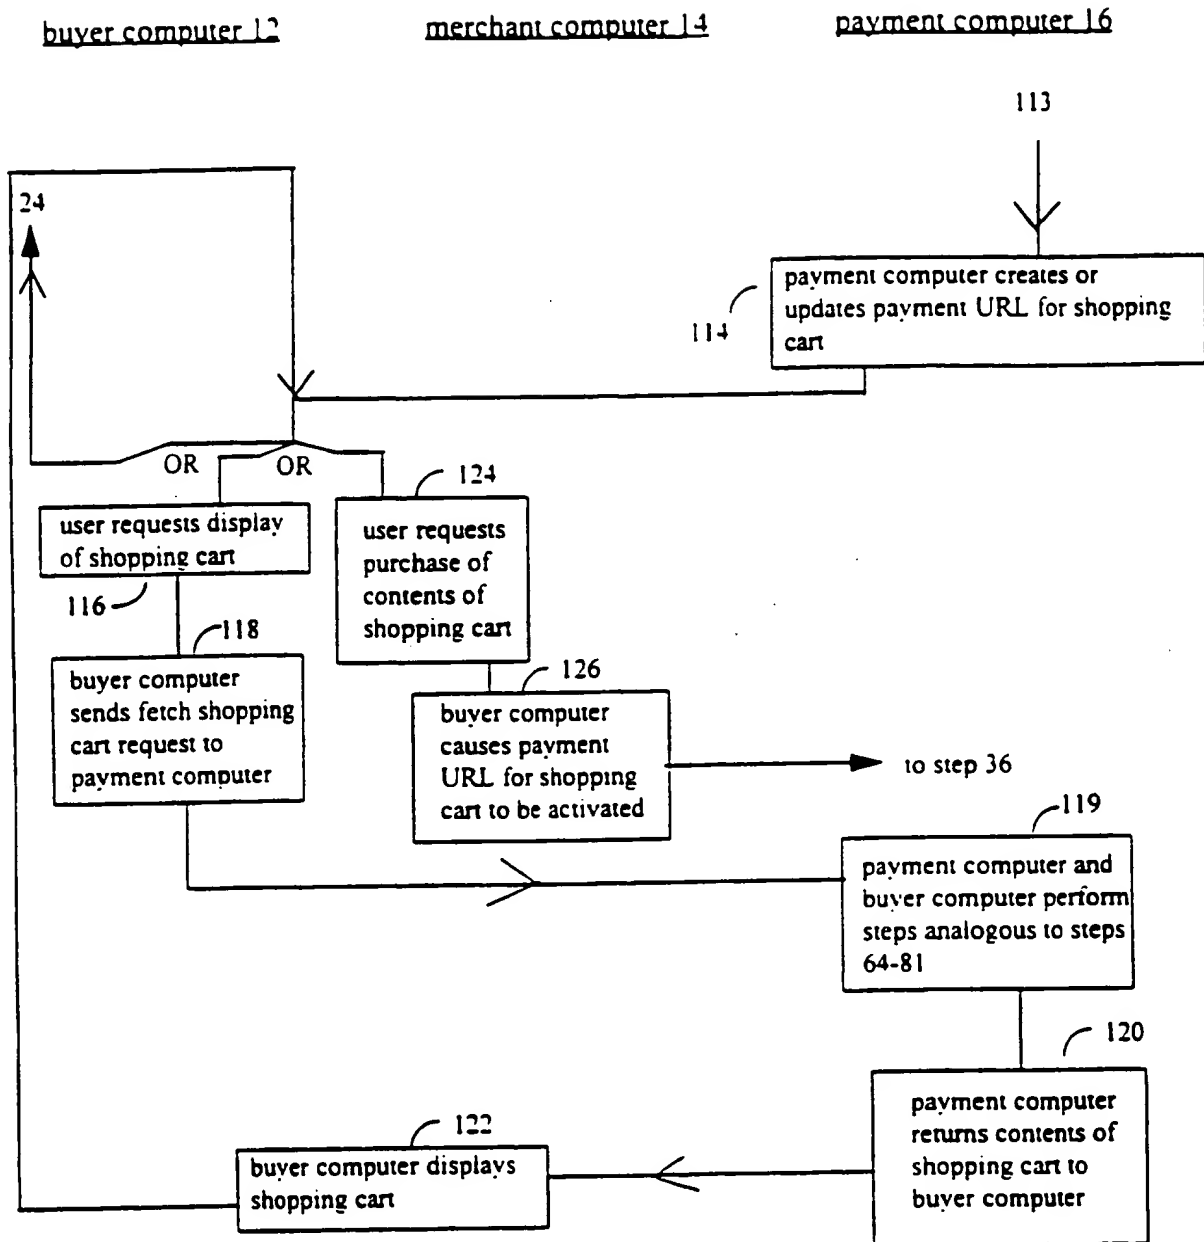 buyer computer 12
merchant computer 14
payment computer 16
113
24
payment computer creates or
updates payment URL for shopping
cart
114
OR
OR
124
user requests display
of shopping cart
116
user requests
purchase of
contents of
shopping cart
118
buyer computer
sends fetch shopping
cart request to
payment computer
126
buyer computer
causes payment
URL for shopping
cart to be activated
to step 36
119
payment computer and
buyer computer perform
steps analogous to steps
64-81
120
payment computer
returns contents of
shopping cart to
buyer computer
122
buyer computer displays
shopping cart